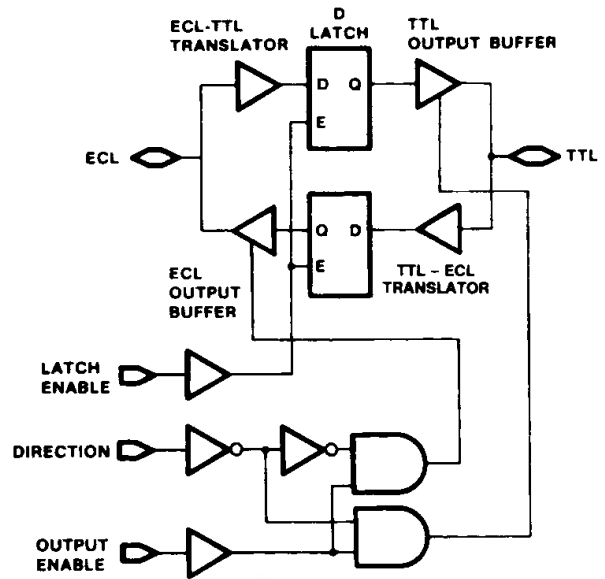 D
LATCH
ECL-TTL
TRANSLATOR
TTL
OUTPUT BUFFER
D Q
E
ECL
TTL
Q D
E
ECL
OUTPUT
BUFFER
TTL – ECL
TRANSLATOR
LATCH
ENABLE
DIRECTION
OUTPUT
ENABLE